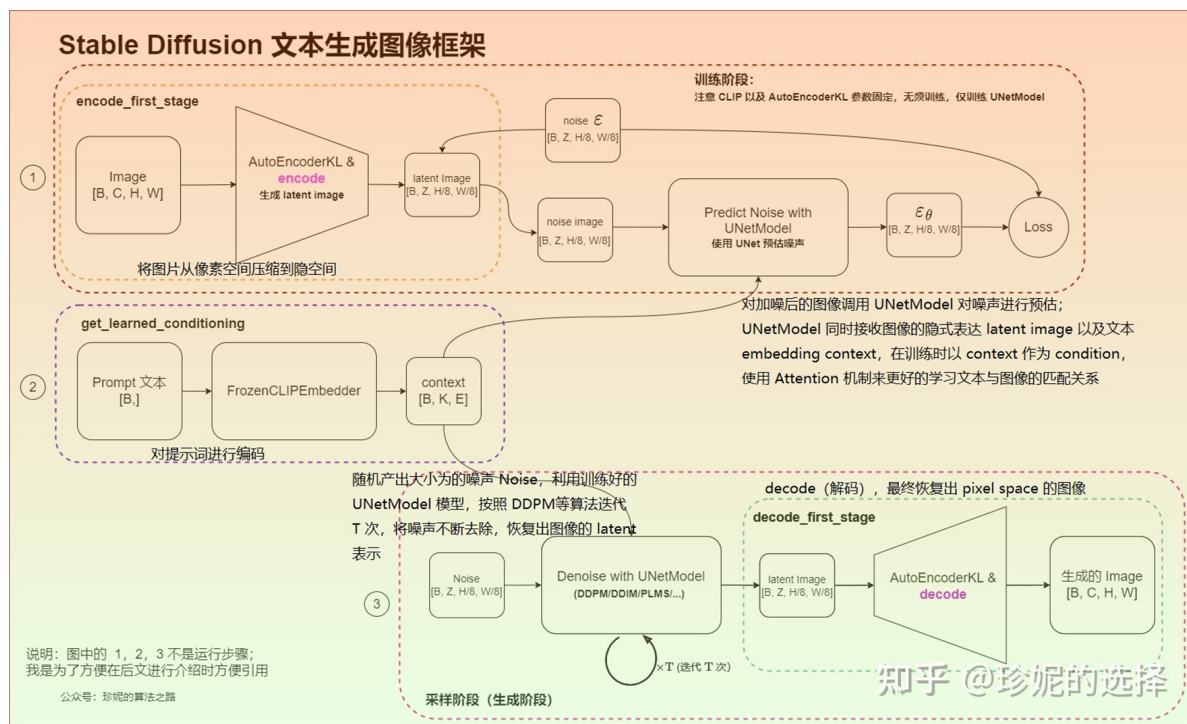 Stable Diffusion 文本生成图像框架
训练阶段：
注意 CLIP 以及 AutoEncoderKL 参数固定，无须训练，仅训练 UNetModel
encode_first_stage
1
Image
[B, C, H, W]
AutoEncoderKL &
encode
生成 latent image
latent Image
[B, Z, H/8, W/8]
noise ε
[B, Z, H/8, W/8]
noise image
[B, Z, H/8, W/8]
Predict Noise with
UNetModel
使用 UNet 预估噪声
εθ
[B, Z, H/8, W/8]
Loss
将图片从像素空间压缩到隐空间
对加噪后的图像调用 UNetModel 对噪声进行预估；
UNetModel 同时接收图像的隐式表达 latent image 以及文本
embedding context，在训练时以 context 作为 condition，
使用 Attention 机制来更好的学习文本与图像的匹配关系
get_learned_conditioning
2
Prompt 文本
[B,]
FrozenCLIPEmbedder
context
[B, K, E]
对提示词进行编码
随机产出大小为的噪声 Noise，利用训练好的
UNetModel 模型，按照 DDPM等算法迭代
T 次，将噪声不断去除，恢复出图像的 latent
表示
decode（解码），最终恢复出 pixel space 的图像
decode_first_stage
3
Noise
[B, Z, H/8, W/8]
Denoise with UNetModel
(DDPM/DDIM/PLMS/...)
×T (迭代 T 次)
latent Image
[B, Z, H/8, W/8]
AutoEncoderKL &
decode
生成的 Image
[B, C, H, W]
采样阶段（生成阶段）
说明：图中的 1，2，3 不是运行步骤；
我是为了方便在后文进行介绍时方便引用
公众号：珍妮的算法之路
知乎 @珍妮的选择